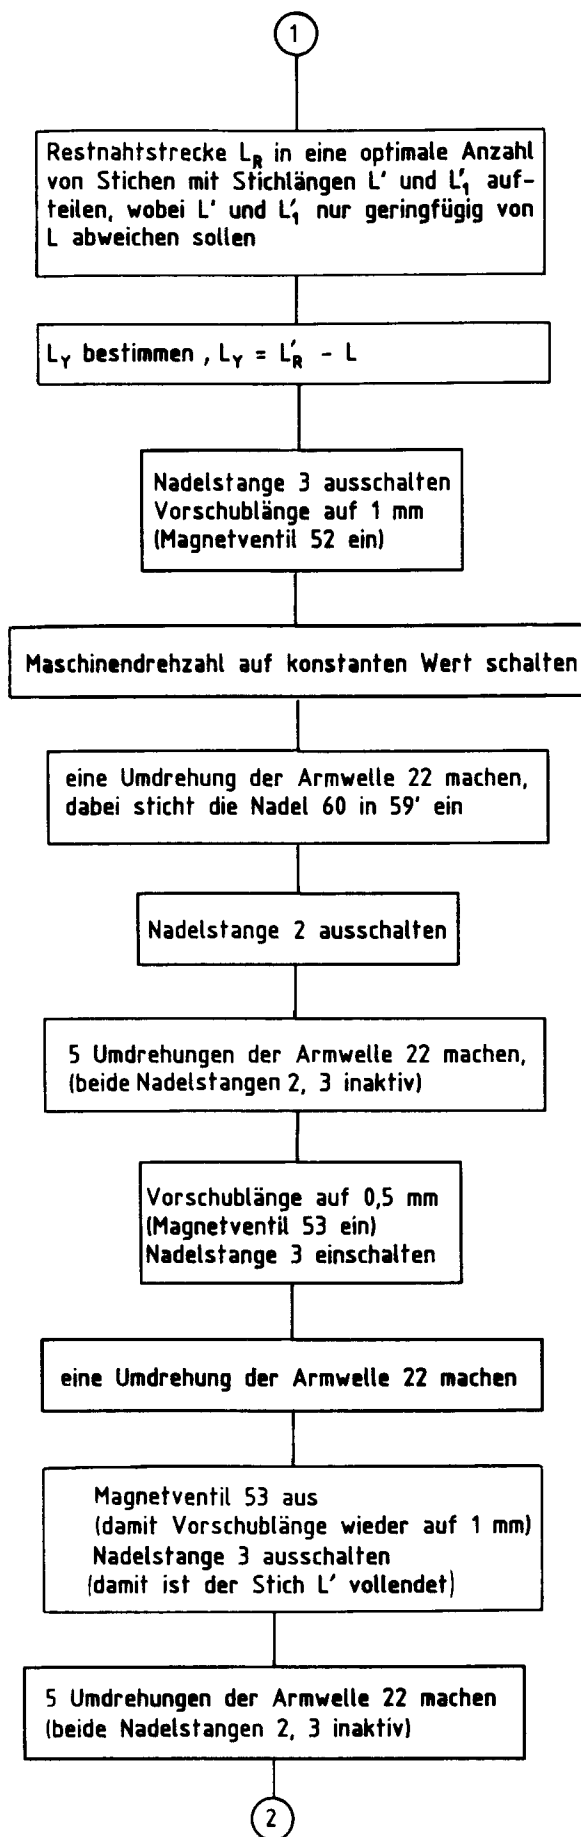 1
Restnahtstrecke L_R in eine optimale Anzahl
von Stichen mit Stichlängen L' und L'₁ auf-
teilen, wobei L' und L'₁ nur geringfügig von
L abweichen sollen
L_Y bestimmen , L_Y = L'_R - L
Nadelstange 3 ausschalten
Vorschublänge auf 1 mm
(Magnetventil 52 ein)
Maschinendrehzahl auf konstanten Wert schalten
eine Umdrehung der Armwelle 22 machen,
dabei sticht die Nadel 60 in 59' ein
Nadelstange 2 ausschalten
5 Umdrehungen der Armwelle 22 machen,
(beide Nadelstangen 2, 3 inaktiv)
Vorschublänge auf 0,5 mm
(Magnetventil 53 ein)
Nadelstange 3 einschalten
eine Umdrehung der Armwelle 22 machen
Magnetventil 53 aus
(damit Vorschublänge wieder auf 1 mm)
Nadelstange 3 ausschalten
(damit ist der Stich L' vollendet)
5 Umdrehungen der Armwelle 22 machen
(beide Nadelstangen 2, 3 inaktiv)
2